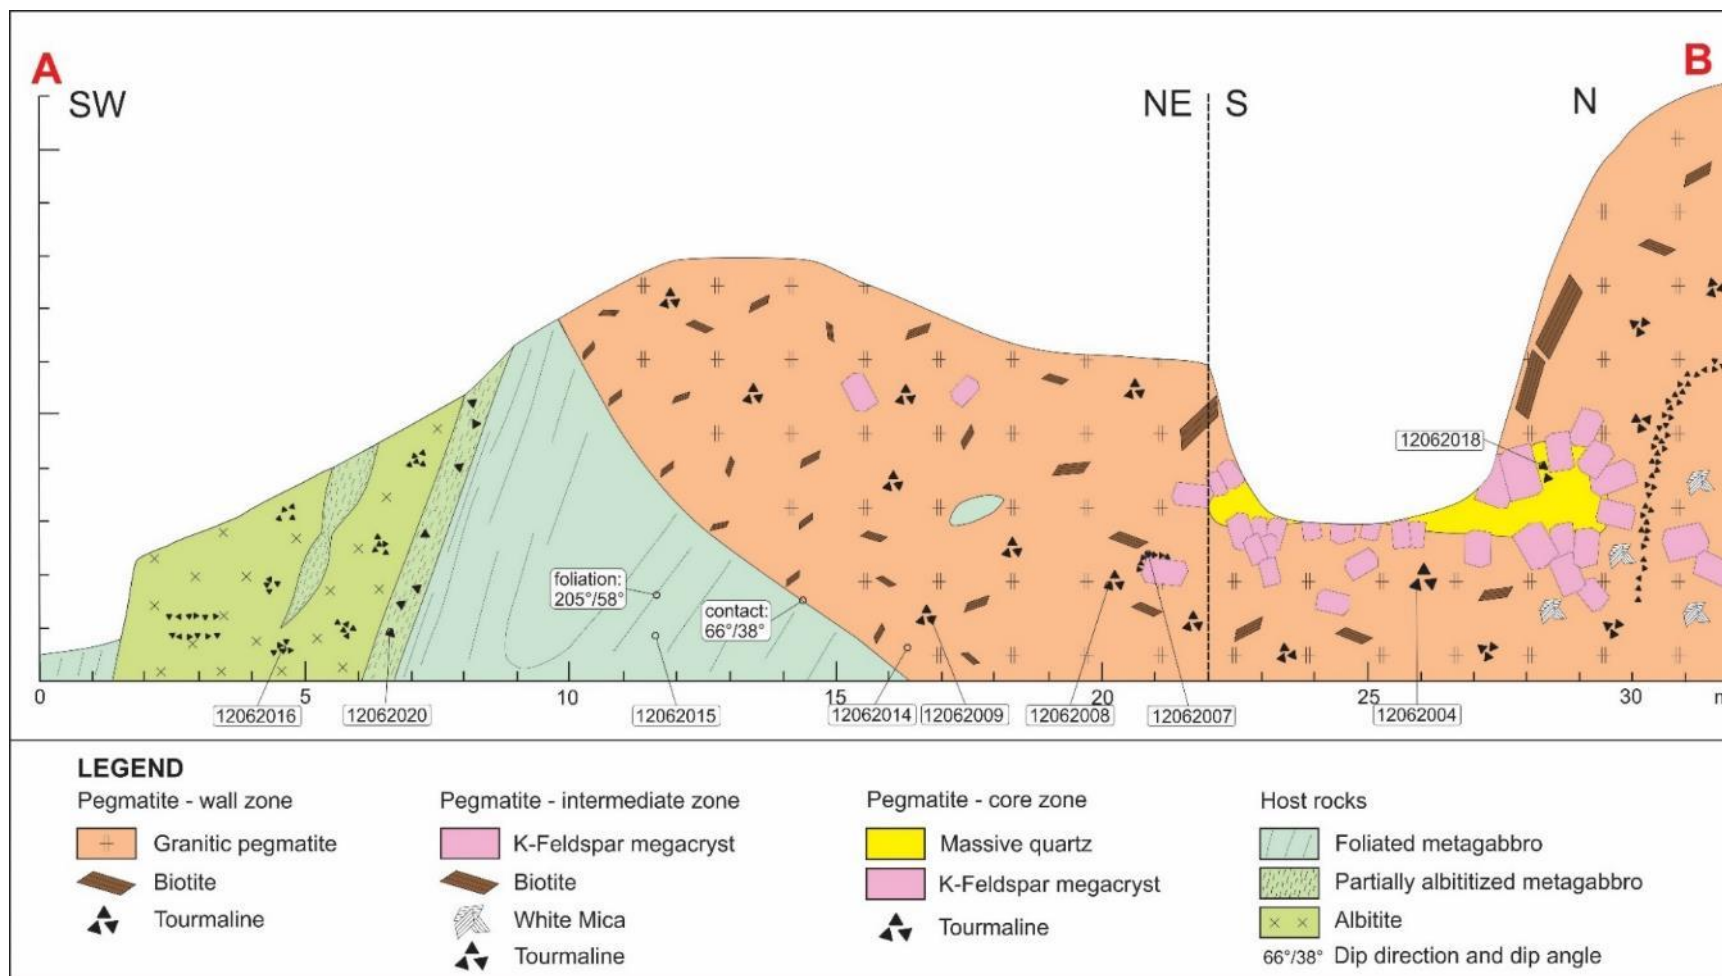 A
B
SW
NE
S
N
12062018
foliation:
205°/58°
contact:
66°/38°
0
5
10
15
20
25
30
12062016
12062020
12062015
12062014
12062009
12062008
12062007
12062004
LEGEND
Pegmatite - wall zone
Granitic pegmatite
Biotite
Tourmaline
Pegmatite - intermediate zone
K-Feldspar megacryst
Biotite
White Mica
Tourmaline
Pegmatite - core zone
Massive quartz
K-Feldspar megacryst
Tourmaline
Host rocks
Foliated metagabbro
Partially albititized metagabbro
Albitite
66°/38° Dip direction and dip angle